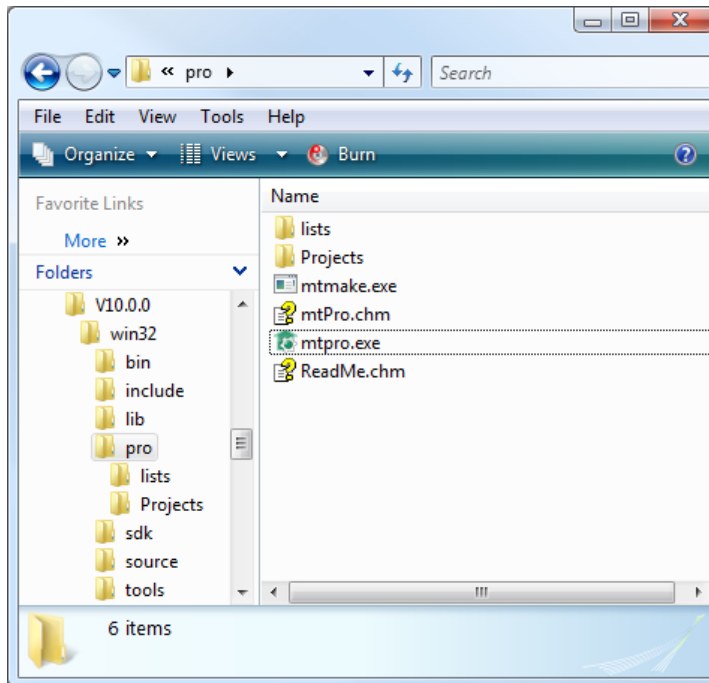 « pro
Search
File Edit View Tools Help
Organize Views Burn
Favorite Links
More »
Folders
V10.0.0
win32
bin
include
lib
pro
lists
Projects
sdk
source
tools
Name
lists
Projects
mtmake.exe
mtPro.chm
mtpro.exe
ReadMe.chm
6 items